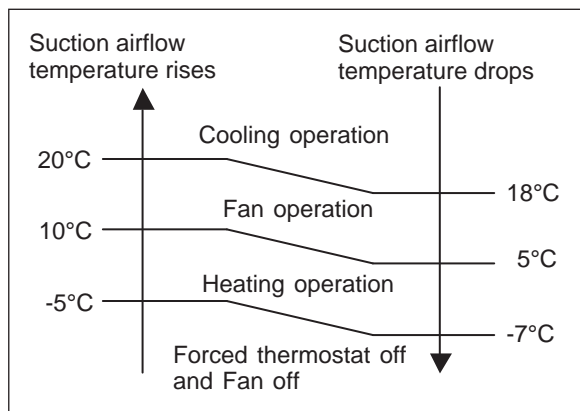 Suction airflow
temperature rises
Suction airflow
temperature drops
Cooling operation
20°C
18°C
Fan operation
10°C
5°C
Heating operation
-5°C
-7°C
Forced thermostat off
and Fan off